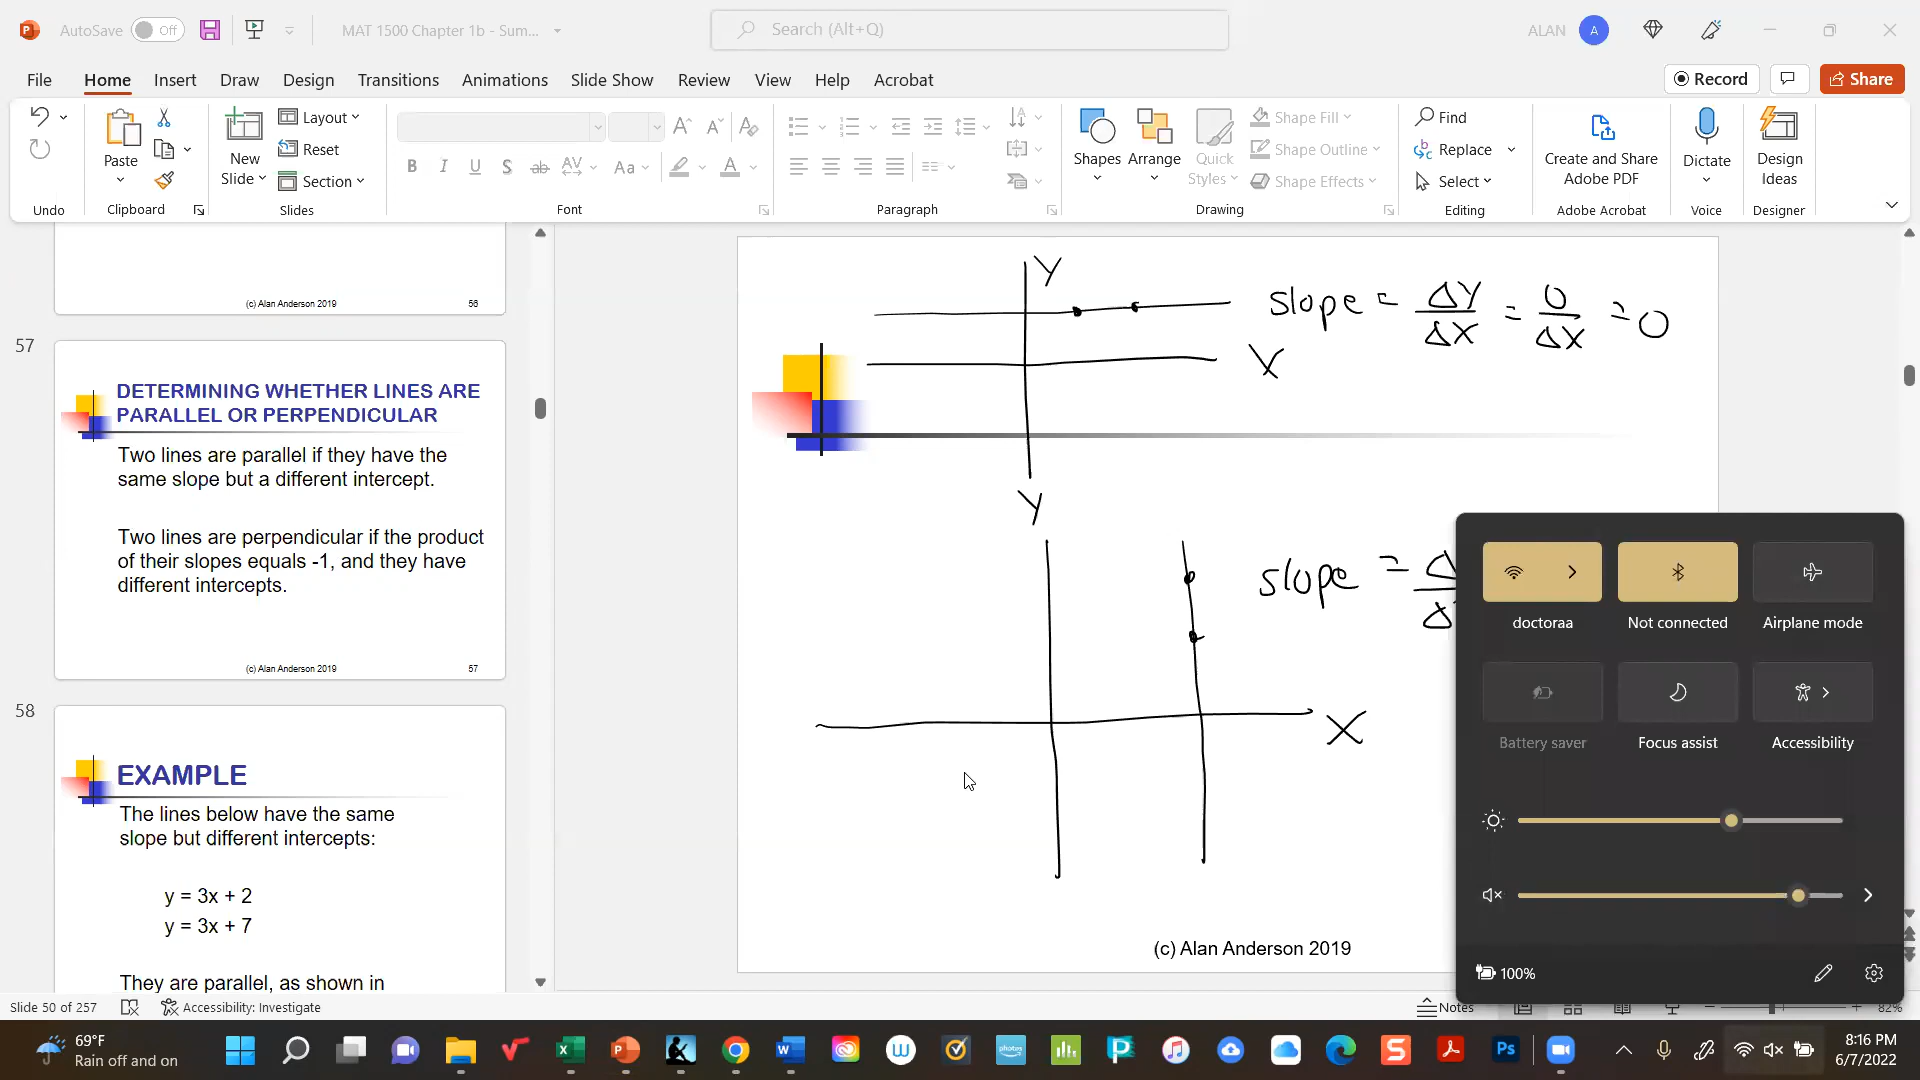 AutoSave Off MAT 1500 Chapter 1b - Sum... Search (Alt+Q) ALAN A
File Home Insert Draw Design Transitions Animations Slide Show Review View Help Acrobat Record Share
Undo
Paste
Clipboard
New Slide
Layout
Reset
Section
Slides
B I U S ab AV Aa A
Font
Paragraph
Shapes Arrange Quick Styles
Shape Fill
Shape Outline
Shape Effects
Drawing
Find
Replace
Select
Editing
Create and Share Adobe PDF
Adobe Acrobat
Dictate
Voice
Design Ideas
Designer
(c) Alan Anderson 2019 56
57
DETERMINING WHETHER LINES ARE
PARALLEL OR PERPENDICULAR
Two lines are parallel if they have the
same slope but a different intercept.
Two lines are perpendicular if the product
of their slopes equals -1, and they have
different intercepts.
(c) Alan Anderson 2019 57
58
EXAMPLE
The lines below have the same
slope but different intercepts:
y = 3x + 2
y = 3x + 7
They are parallel, as shown in
Y
slope = ΔY/ΔX = 0/ΔX = 0
X
Y
slope = Δ/Δ
X
(c) Alan Anderson 2019
doctoraa Not connected Airplane mode
Battery saver Focus assist Accessibility
100%
Slide 50 of 257 Accessibility: Investigate Notes 82%
69°F
Rain off and on
8:16 PM
6/7/2022